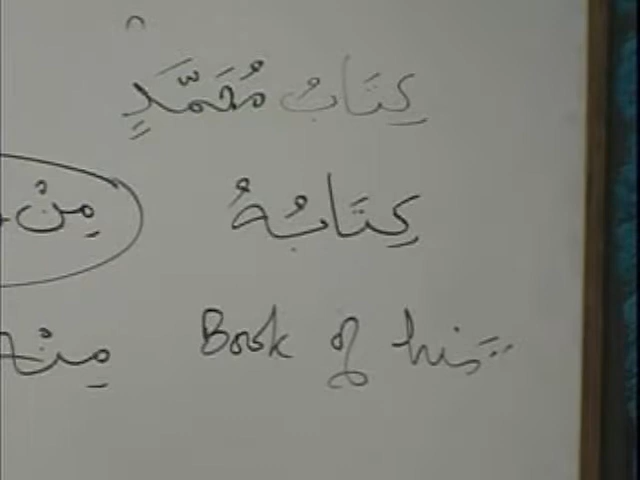 كِتَابُ مُحَمَّدٍ
كِتَابُهُ
مِنْ
Book of his
مِنْه